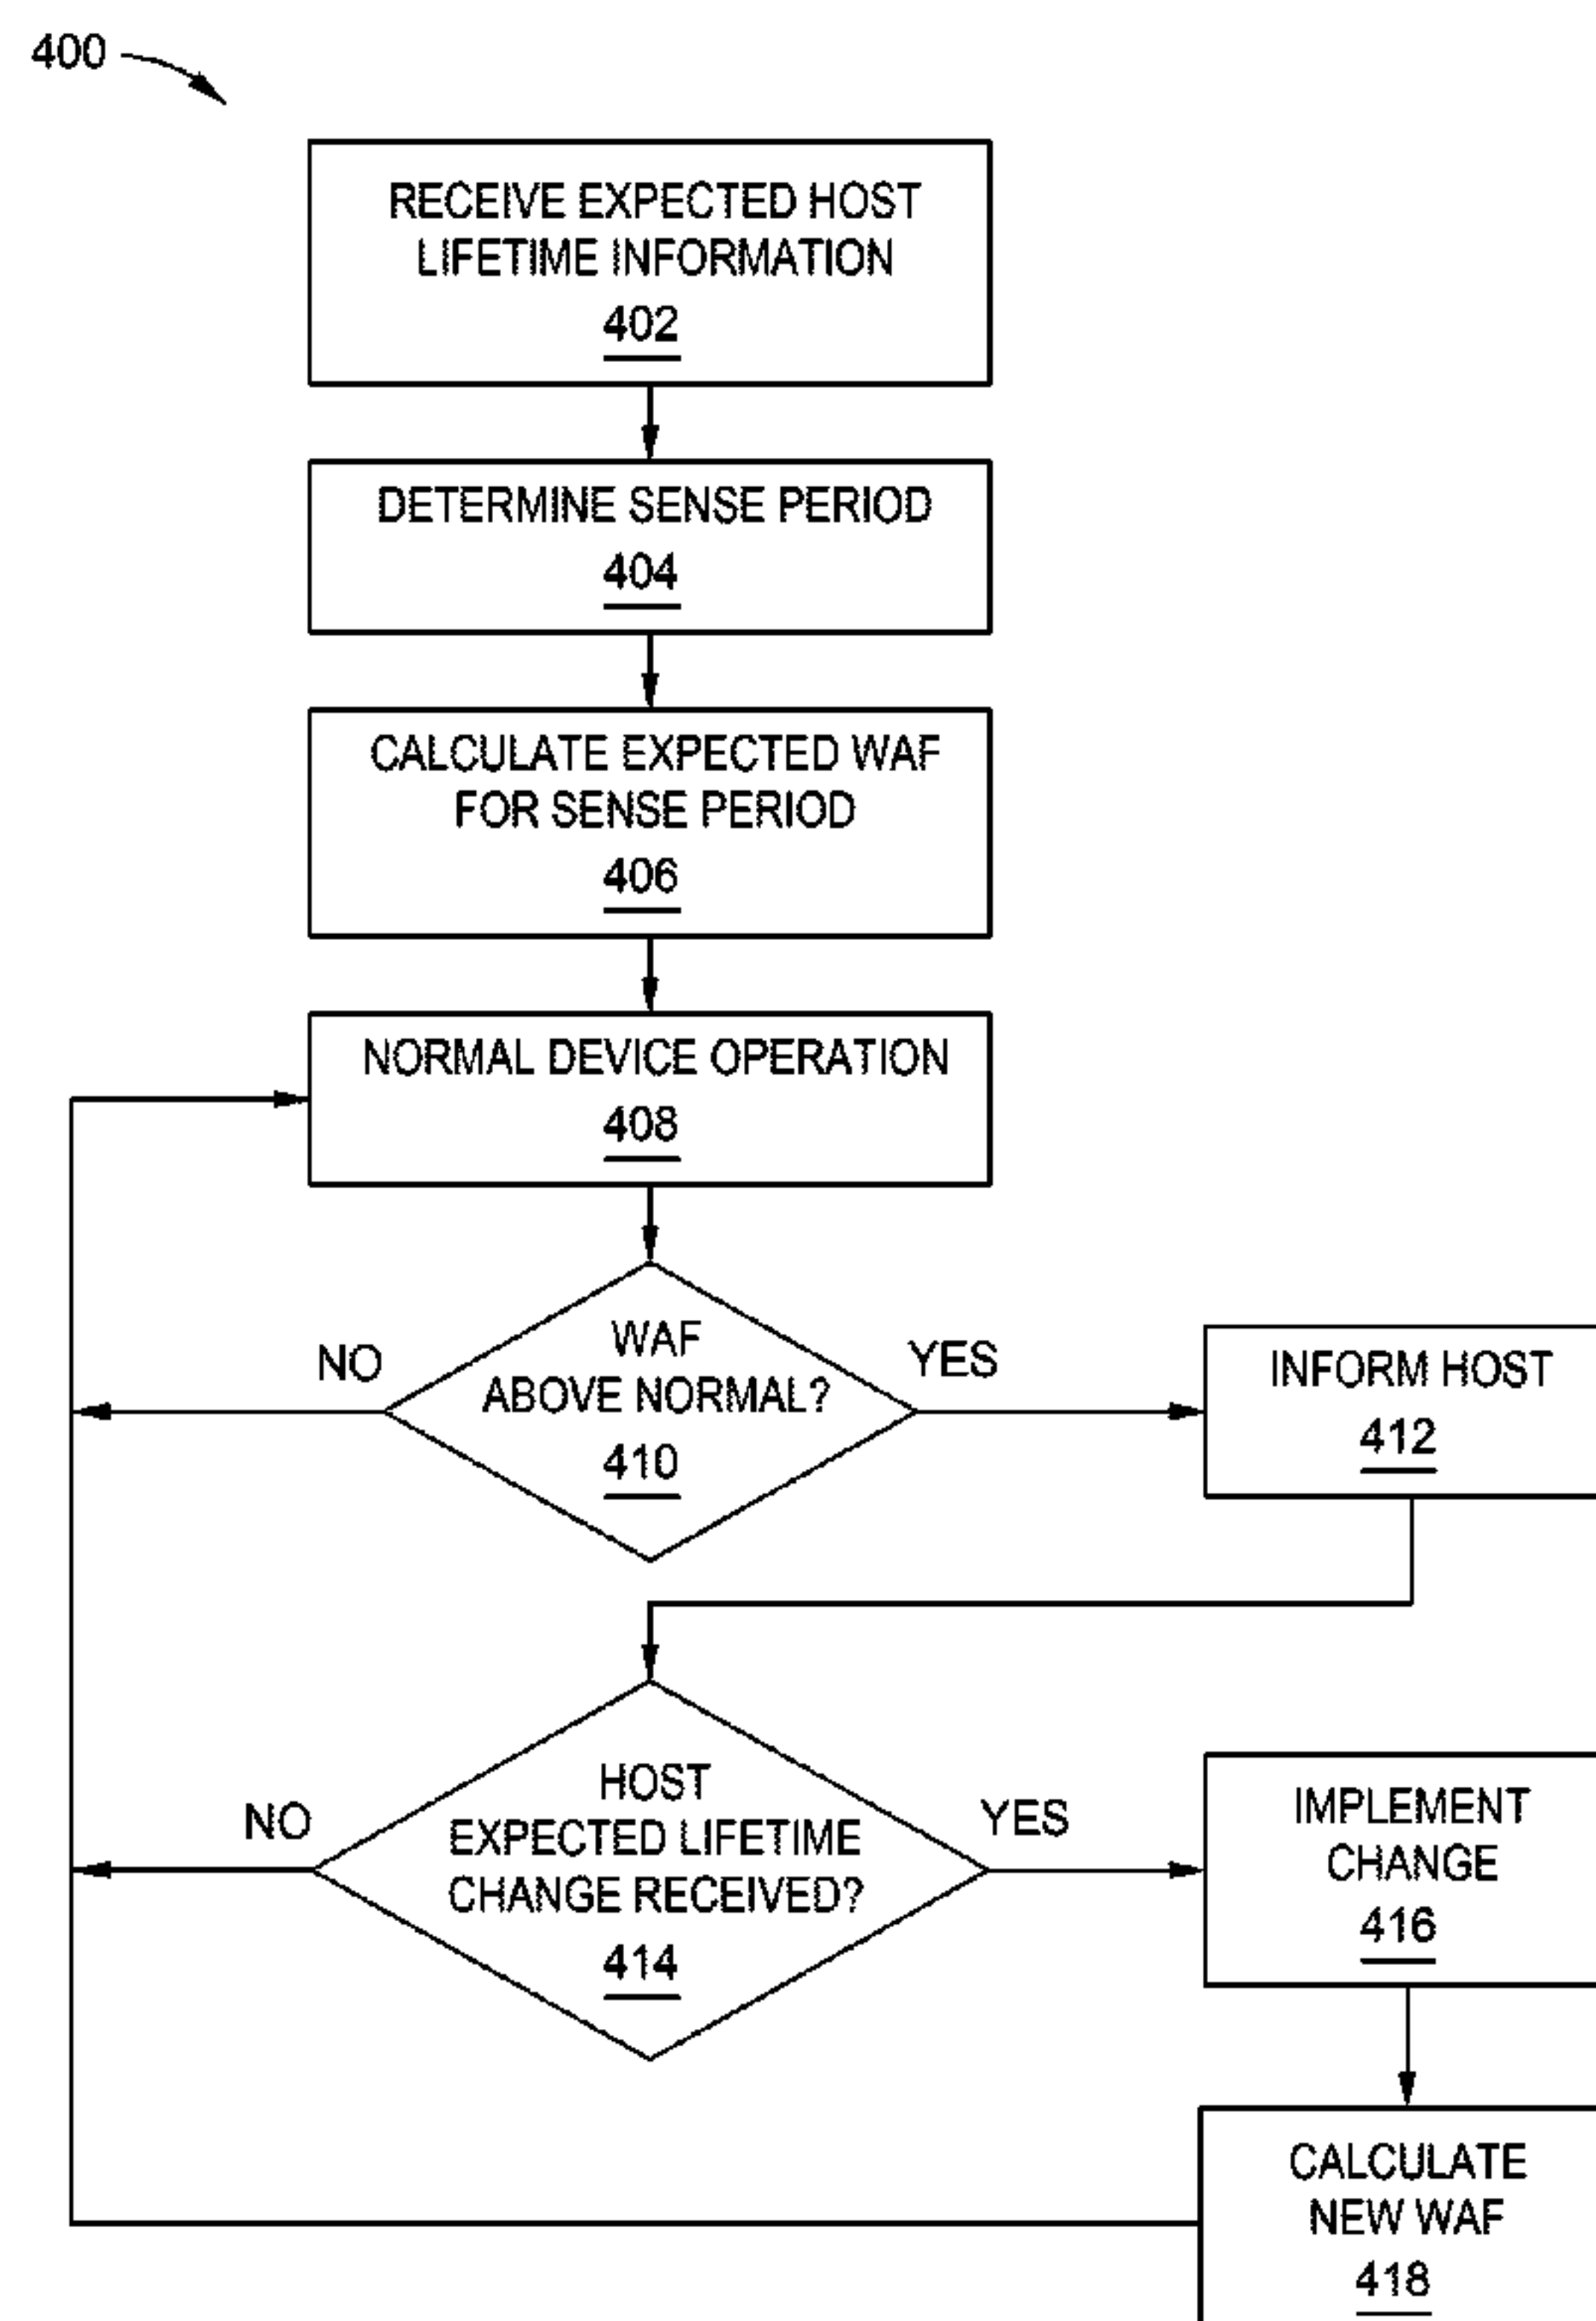 400
RECEIVE EXPECTED HOST
LIFETIME INFORMATION
402
DETERMINE SENSE PERIOD
404
CALCULATE EXPECTED WAF
FOR SENSE PERIOD
406
NORMAL DEVICE OPERATION
408
WAF
ABOVE NORMAL?
410
NO
YES
INFORM HOST
412
HOST
EXPECTED LIFETIME
CHANGE RECEIVED?
414
NO
YES
IMPLEMENT
CHANGE
416
CALCULATE
NEW WAF
418